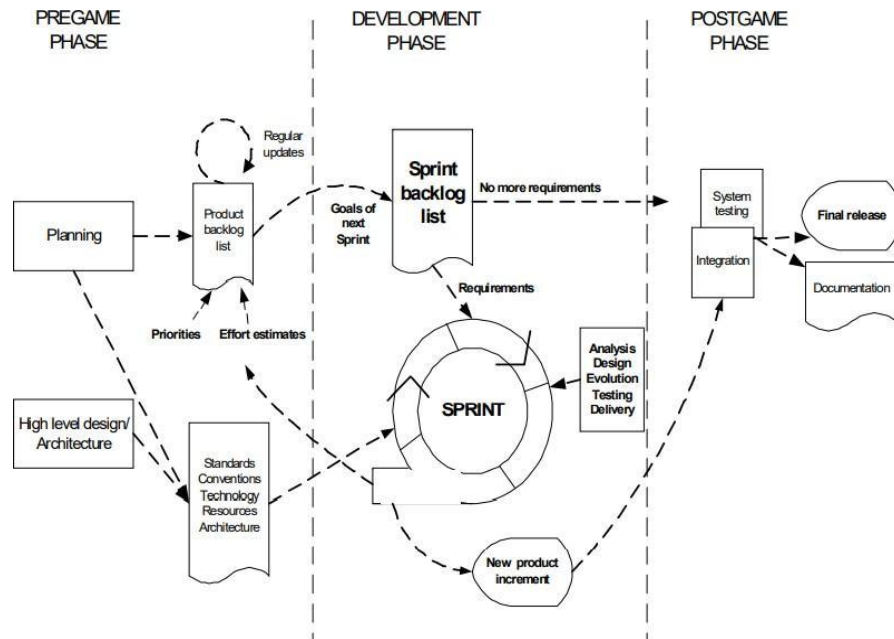 PREGAME
PHASE
DEVELOPMENT
PHASE
POSTGAME
PHASE
Regular
updates
Planning
Product
backlog
list
Priorities
Effort estimates
High level design/
Architecture
Standards
Conventions
Technology
Resources
Architecture
Goals of
next
Sprint
Sprint
backlog
list
No more requirements
Requirements
SPRINT
Analysis
Design
Evolution
Testing
Delivery
New product
increment
System
testing
Integration
Final release
Documentation